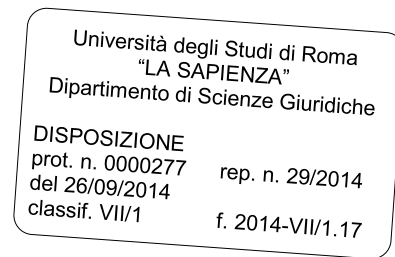 Università degli Studi di Roma
“LA SAPIENZA”
Dipartimento di Scienze Giuridiche
DISPOSIZIONE
prot. n. 0000277 rep. n. 29/2014
del 26/09/2014
classif. VII/1 f. 2014-VII/1.17